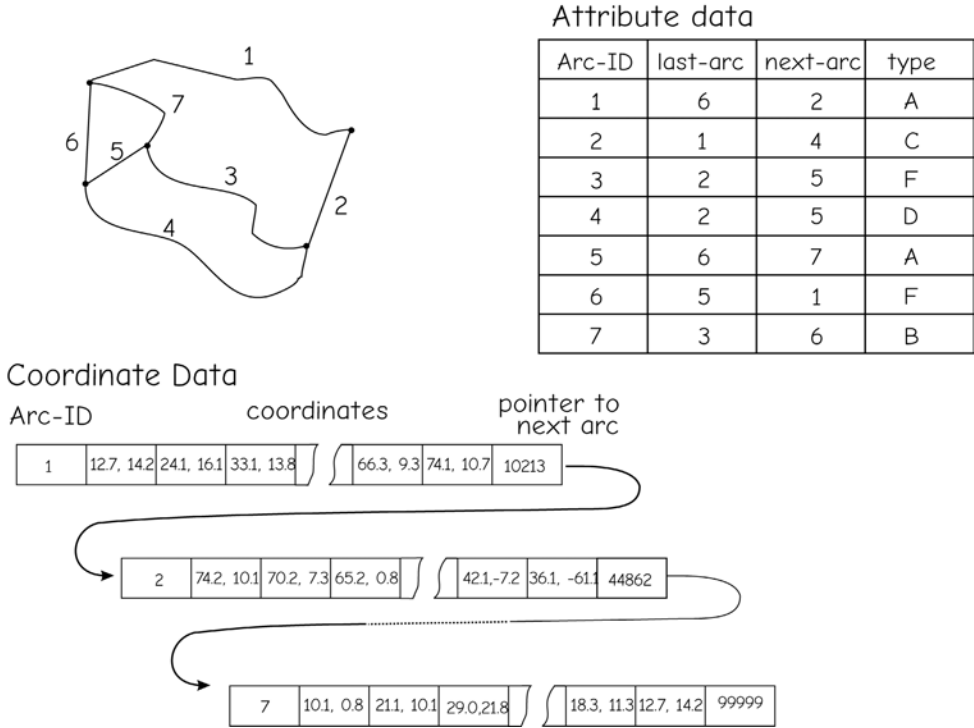 Attribute data
Arc-ID last-arc next-arc type
1 6 2 A
2 1 4 C
3 2 5 F
4 2 5 D
5 6 7 A
6 5 1 F
7 3 6 B
1
7
6
5
3
2
4
Coordinate Data
Arc-ID coordinates pointer to
next arc
1 12.7, 14.2 24.1, 16.1 33.1, 13.8 66.3, 9.3 74.1, 10.7 10213
2 74.2, 10.1 70.2, 7.3 65.2, 0.8 42.1,-7.2 36.1, -61.1 44862
7 10.1, 0.8 21.1, 10.1 29.0,21.8 18.3, 11.3 12.7, 14.2 99999